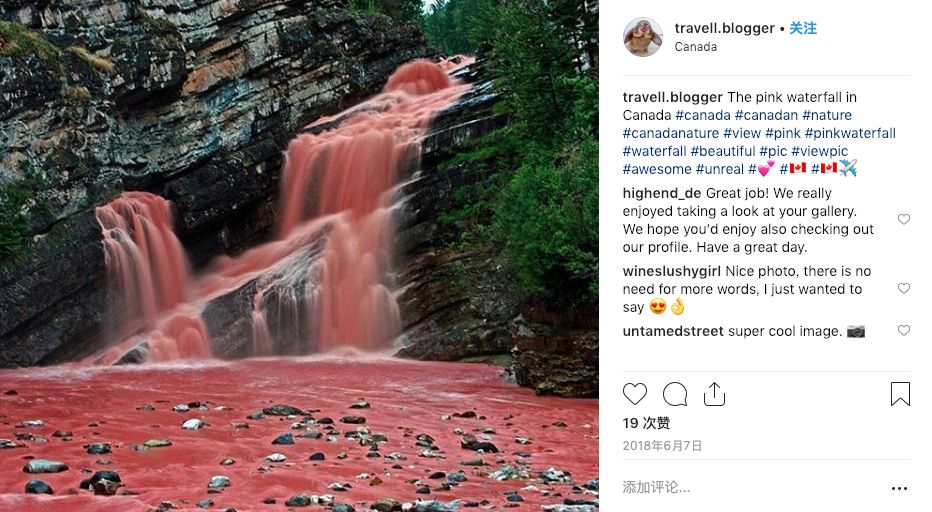 travell.blogger • 关注
Canada
travell.blogger The pink waterfall in
Canada #canada #canadan #nature
#canadanature #view #pink #pinkwaterfall
#waterfall #beautiful #pic #viewpic
#awesome #unreal #💕 #🇨🇦 #🇨🇦✈️
highend_de Great job! We really
enjoyed taking a look at your gallery.
We hope you'd enjoy also checking out
our profile. Have a great day.
wineslushygirl Nice photo, there is no
need for more words, I just wanted to
say 😍👌
untamedstreet super cool image. 📷
19 次赞
2018年6月7日
添加评论...